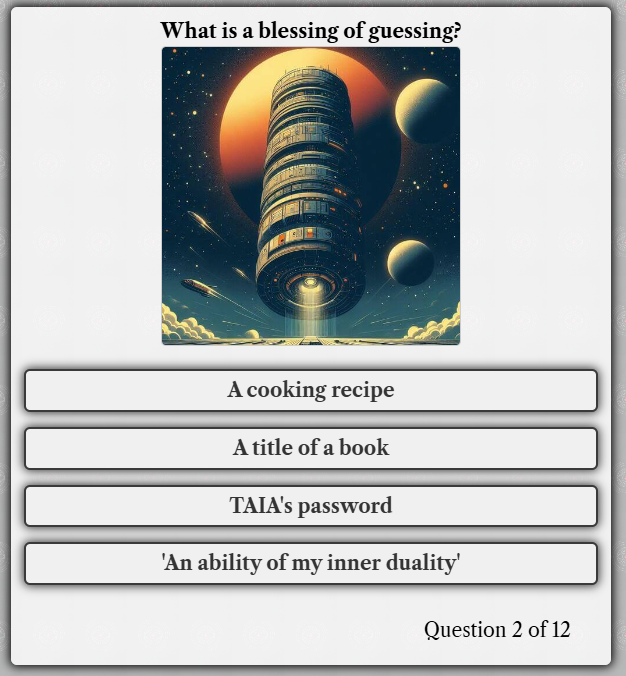 What is a blessing of guessing?
A cooking recipe
A title of a book
TAIA's password
'An ability of my inner duality'
Question 2 of 12